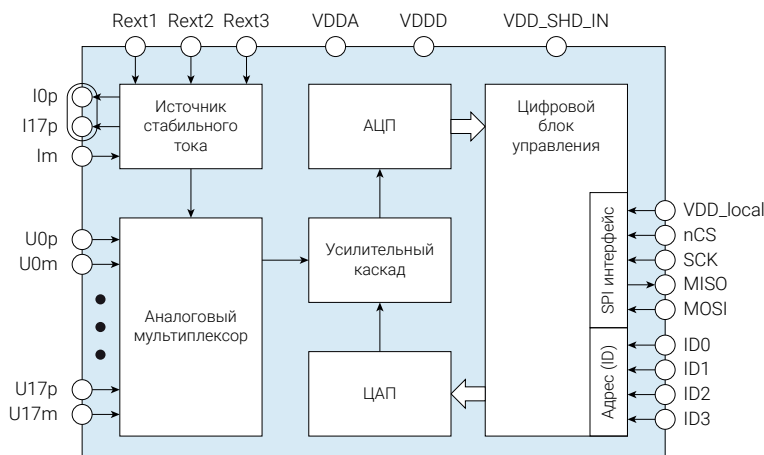 Rext1 Rext2 Rext3 VDDA VDDD VDD_SHD_IN
I0p
I17p
Im
Источник
стабильного
тока
АЦП
Цифровой
блок
управления
U0p
U0m
U17p
U17m
Аналоговый
мультиплексор
Усилительный
каскад
ЦАП
SPI интерфейс
Адрес (ID)
VDD_local
nCS
SCK
MISO
MOSI
ID0
ID1
ID2
ID3